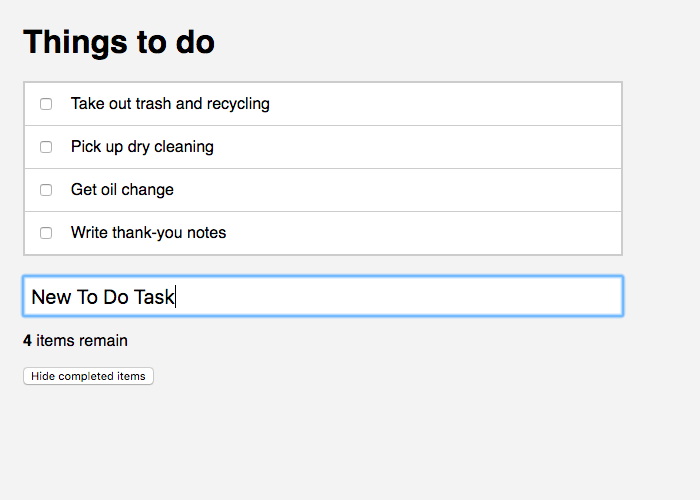 Things to do
Take out trash and recycling
Pick up dry cleaning
Get oil change
Write thank-you notes
New To Do Task
4 items remain
Hide completed items